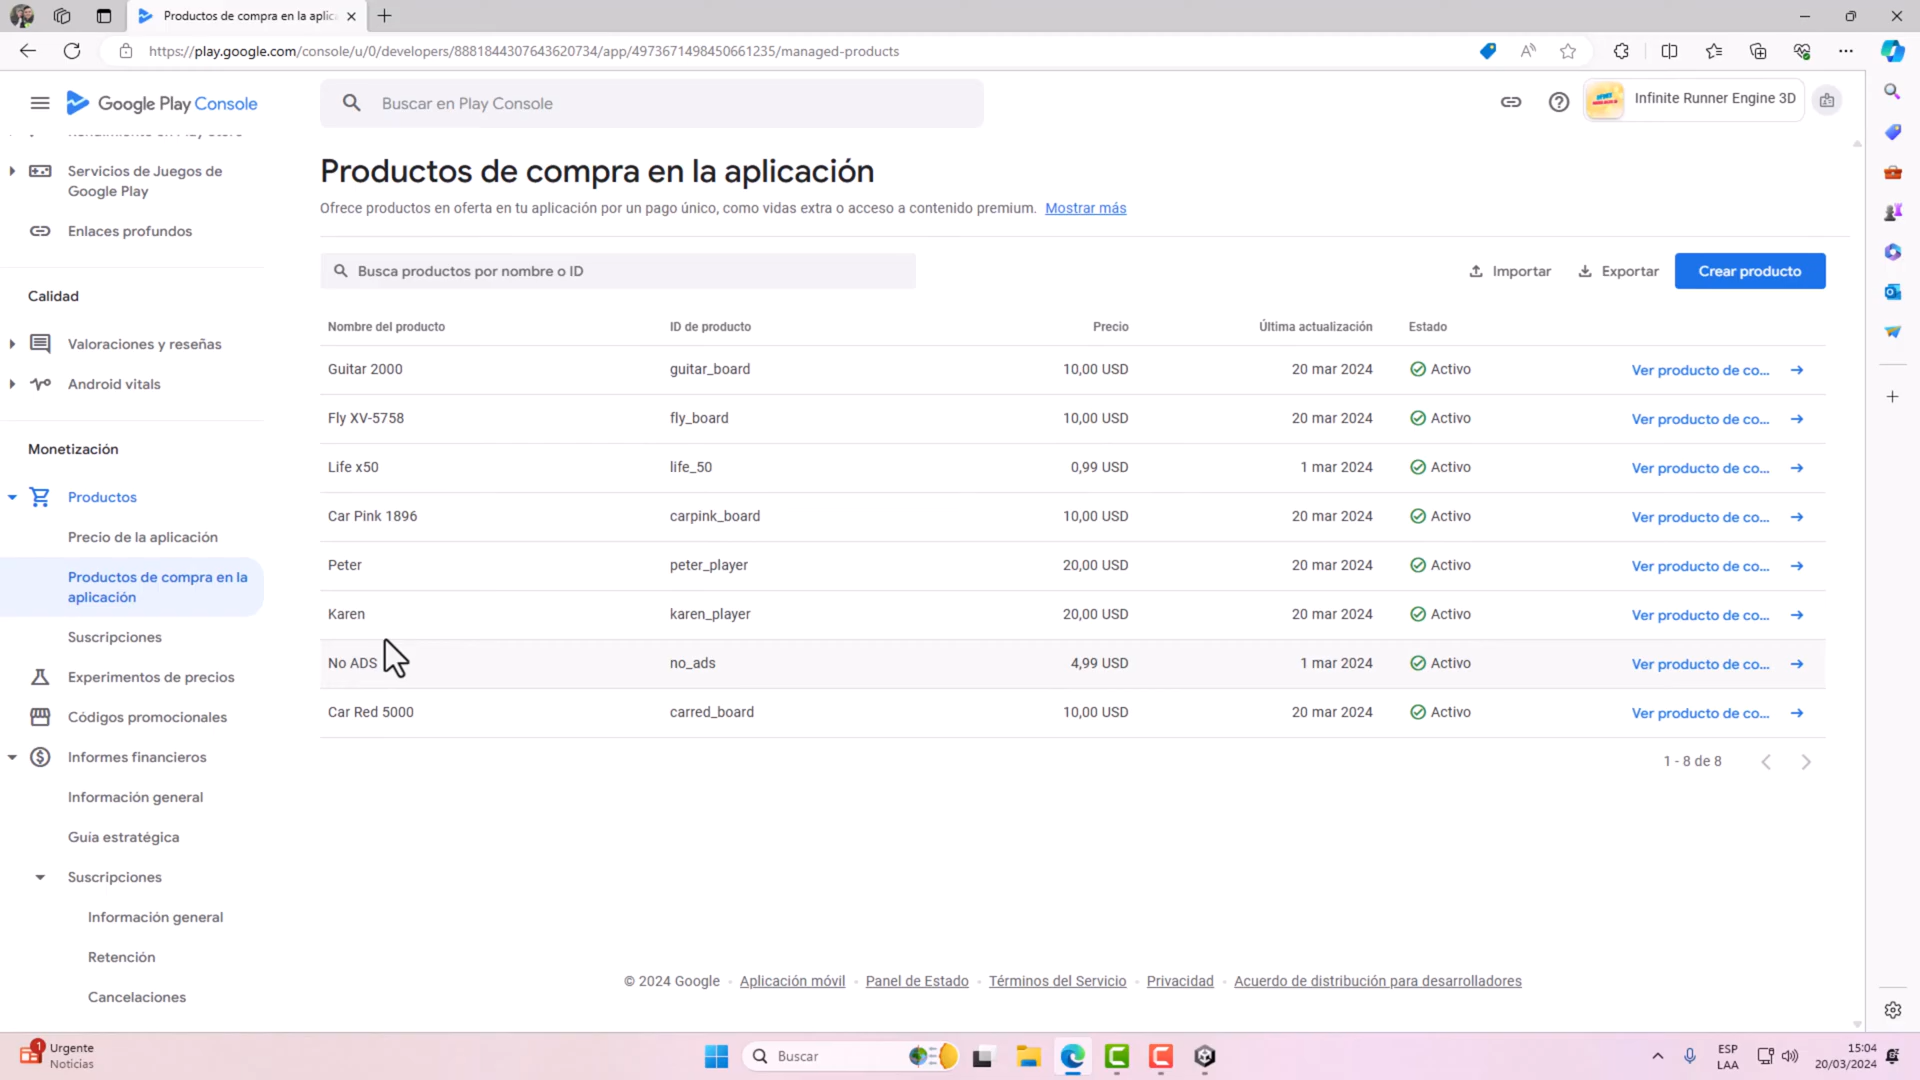 Productos de compra en la aplica
https://play.google.com/console/u/0/developers/8881844307643620734/app/4973671498450661235/managed-products
Google Play Console
Buscar en Play Console
Infinite Runner Engine 3D
Servicios de Juegos de
Google Play
Enlaces profundos
Calidad
Valoraciones y reseñas
Android vitals
Monetización
Productos
Precio de la aplicación
Productos de compra en la
aplicación
Suscripciones
Experimentos de precios
Códigos promocionales
Informes financieros
Información general
Guía estratégica
Suscripciones
Información general
Retención
Cancelaciones
Productos de compra en la aplicación
Ofrece productos en oferta en tu aplicación por un pago único, como vidas extra o acceso a contenido premium. Mostrar más
Busca productos por nombre o ID
Importar Exportar Crear producto
Nombre del producto ID de producto Precio Última actualización Estado
Guitar 2000 guitar_board 10,00 USD 20 mar 2024 Activo Ver producto de co...
Fly XV-5758 fly_board 10,00 USD 20 mar 2024 Activo Ver producto de co...
Life x50 life_50 0,99 USD 1 mar 2024 Activo Ver producto de co...
Car Pink 1896 carpink_board 10,00 USD 20 mar 2024 Activo Ver producto de co...
Peter peter_player 20,00 USD 20 mar 2024 Activo Ver producto de co...
Karen karen_player 20,00 USD 20 mar 2024 Activo Ver producto de co...
No ADS no_ads 4,99 USD 1 mar 2024 Activo Ver producto de co...
Car Red 5000 carred_board 10,00 USD 20 mar 2024 Activo Ver producto de co...
1 - 8 de 8
© 2024 Google · Aplicación móvil · Panel de Estado · Términos del Servicio · Privacidad · Acuerdo de distribución para desarrolladores
1
Urgente
Noticias
Buscar
ESP
LAA
15:04
20/03/2024